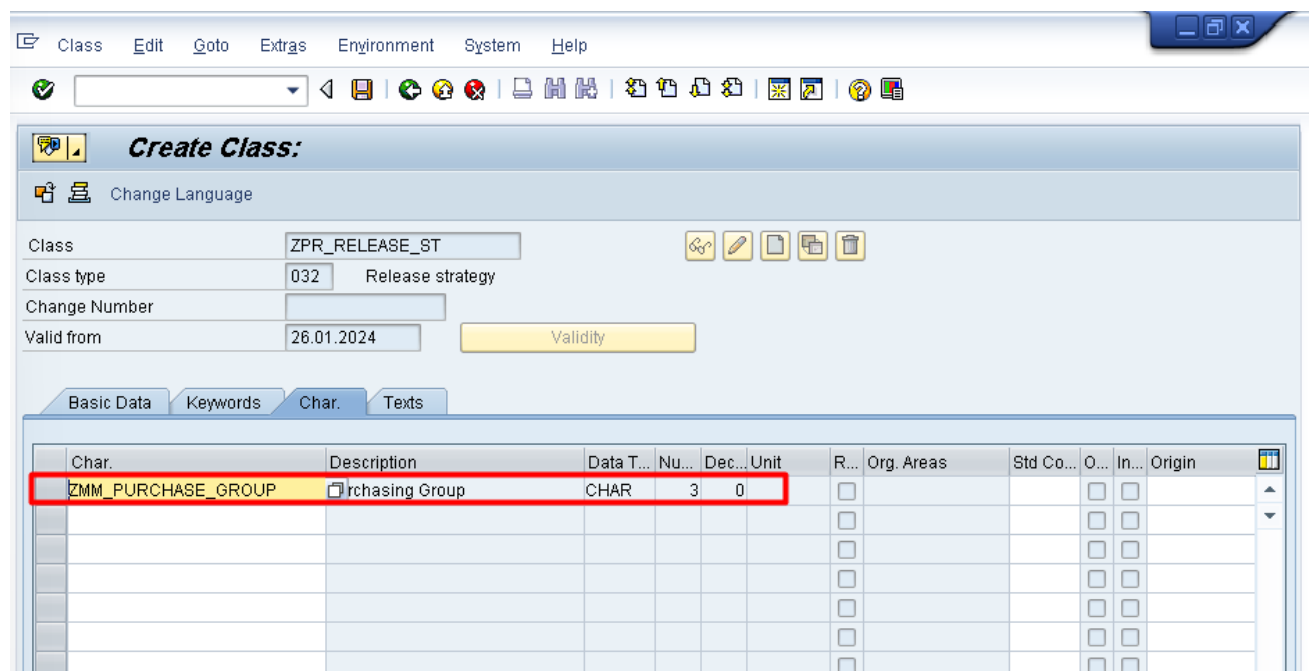 Class Edit Goto Extras Environment System Help
Create Class:
Change Language
Class ZPR_RELEASE_ST
Class type 032 Release strategy
Change Number
Valid from 26.01.2024 Validity
Basic Data Keywords Char. Texts
Char. Description Data T... Nu... Dec... Unit R... Org. Areas Std Co... O... In... Origin
ZMM_PURCHASE_GROUP rchasing Group CHAR 3 0